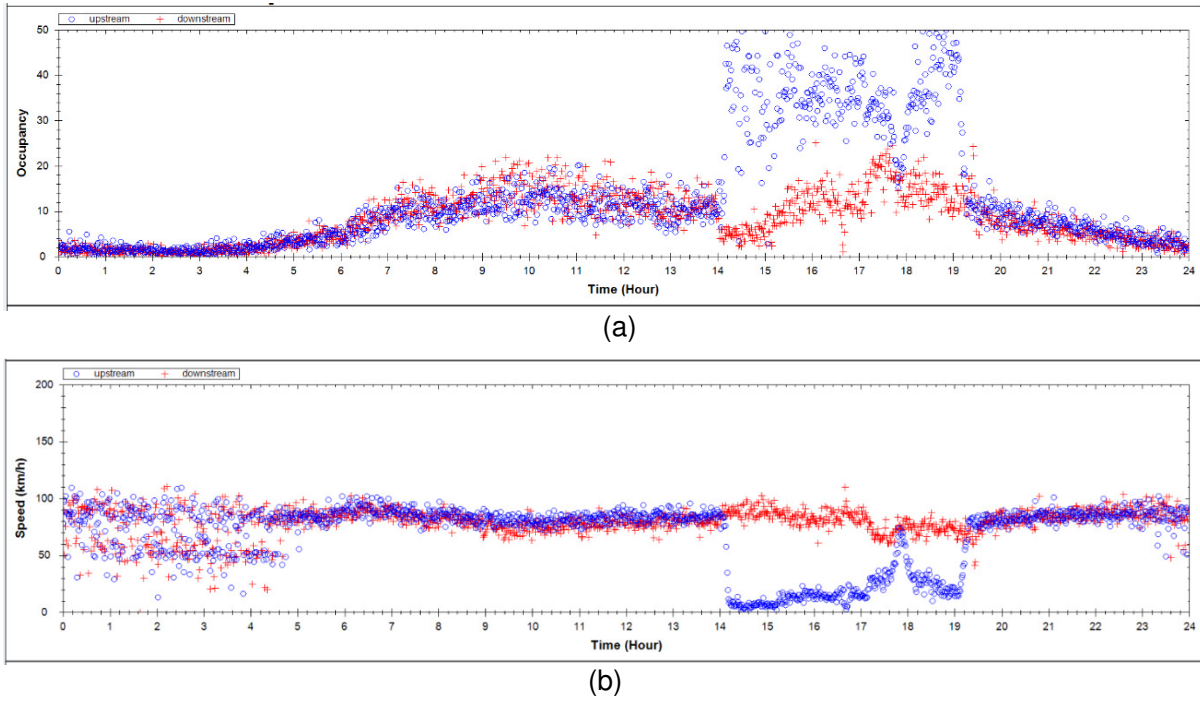 upstream downstream
50
40
30
20
10
0
Occupancy
0 1 2 3 4 5 6 7 8 9 10 11 12 13 14 15 16 17 18 19 20 21 22 23 24
Time (Hour)
(a)
upstream downstream
200
150
100
50
0
Speed (km/h)
0 1 2 3 4 5 6 7 8 9 10 11 12 13 14 15 16 17 18 19 20 21 22 23 24
Time (Hour)
(b)